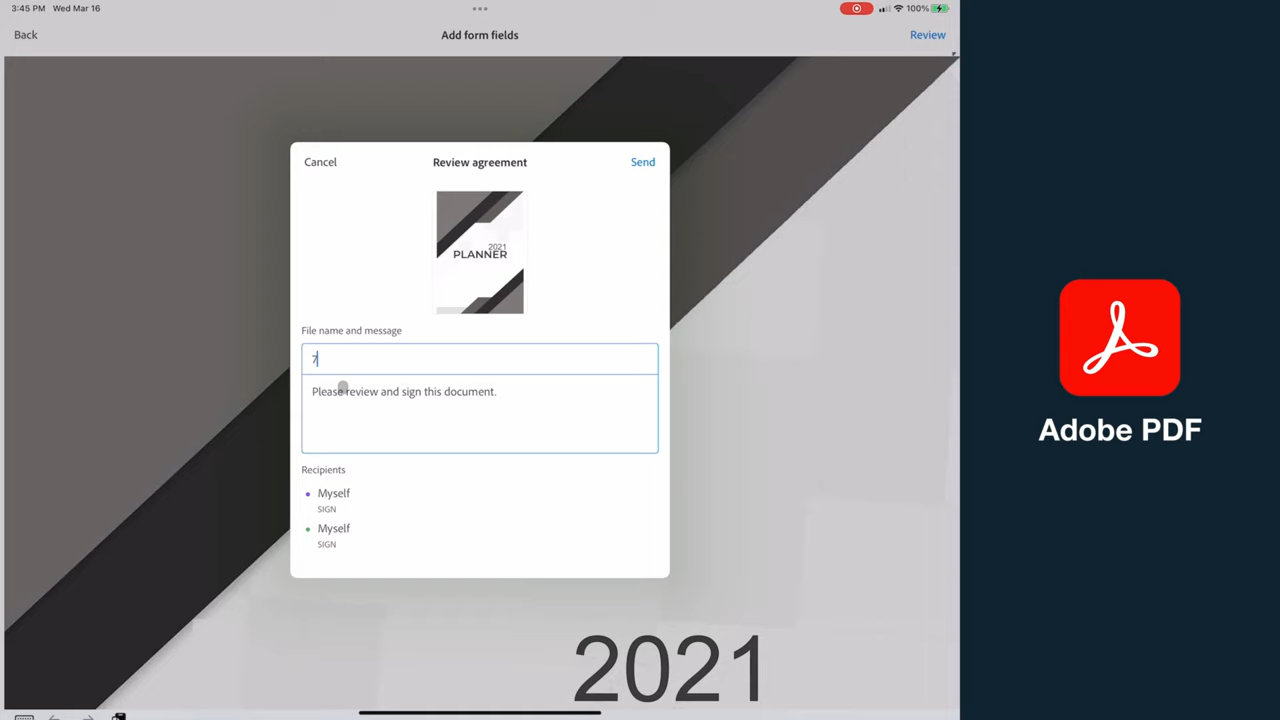 3:45 PM Wed Mar 16
100%
Back
Add form fields
Review
Cancel
Review agreement
Send
2021
PLANNER
File name and message
7
Please review and sign this document.
Recipients
Myself
SIGN
Myself
SIGN
2021
Adobe PDF